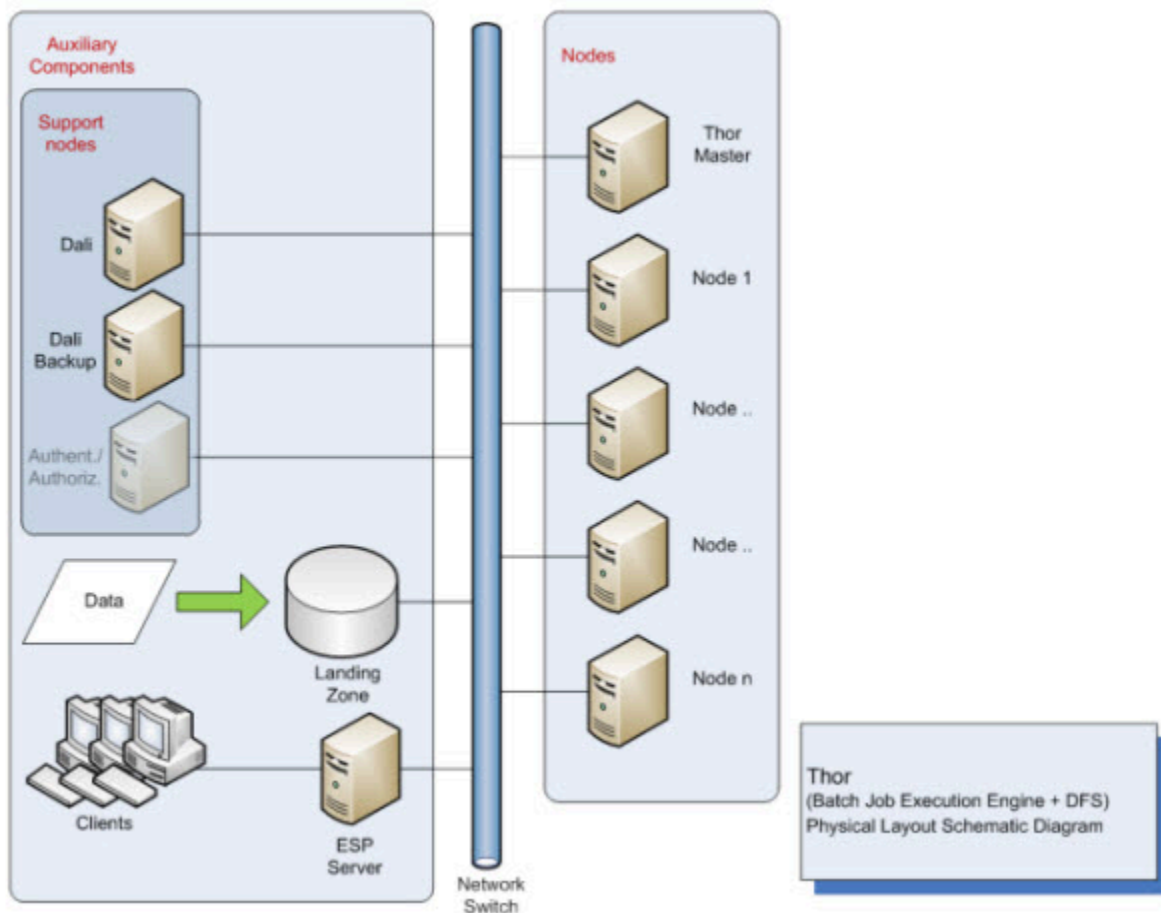 Auxiliary
Components
Support
nodes
Dali
Dali
Backup
Authent./
Authoriz.
Data
Landing
Zone
Clients
ESP
Server
Network
Switch
Nodes
Thor
Master
Node 1
Node ..
Node ..
Node n
Thor
(Batch Job Execution Engine + DFS)
Physical Layout Schematic Diagram